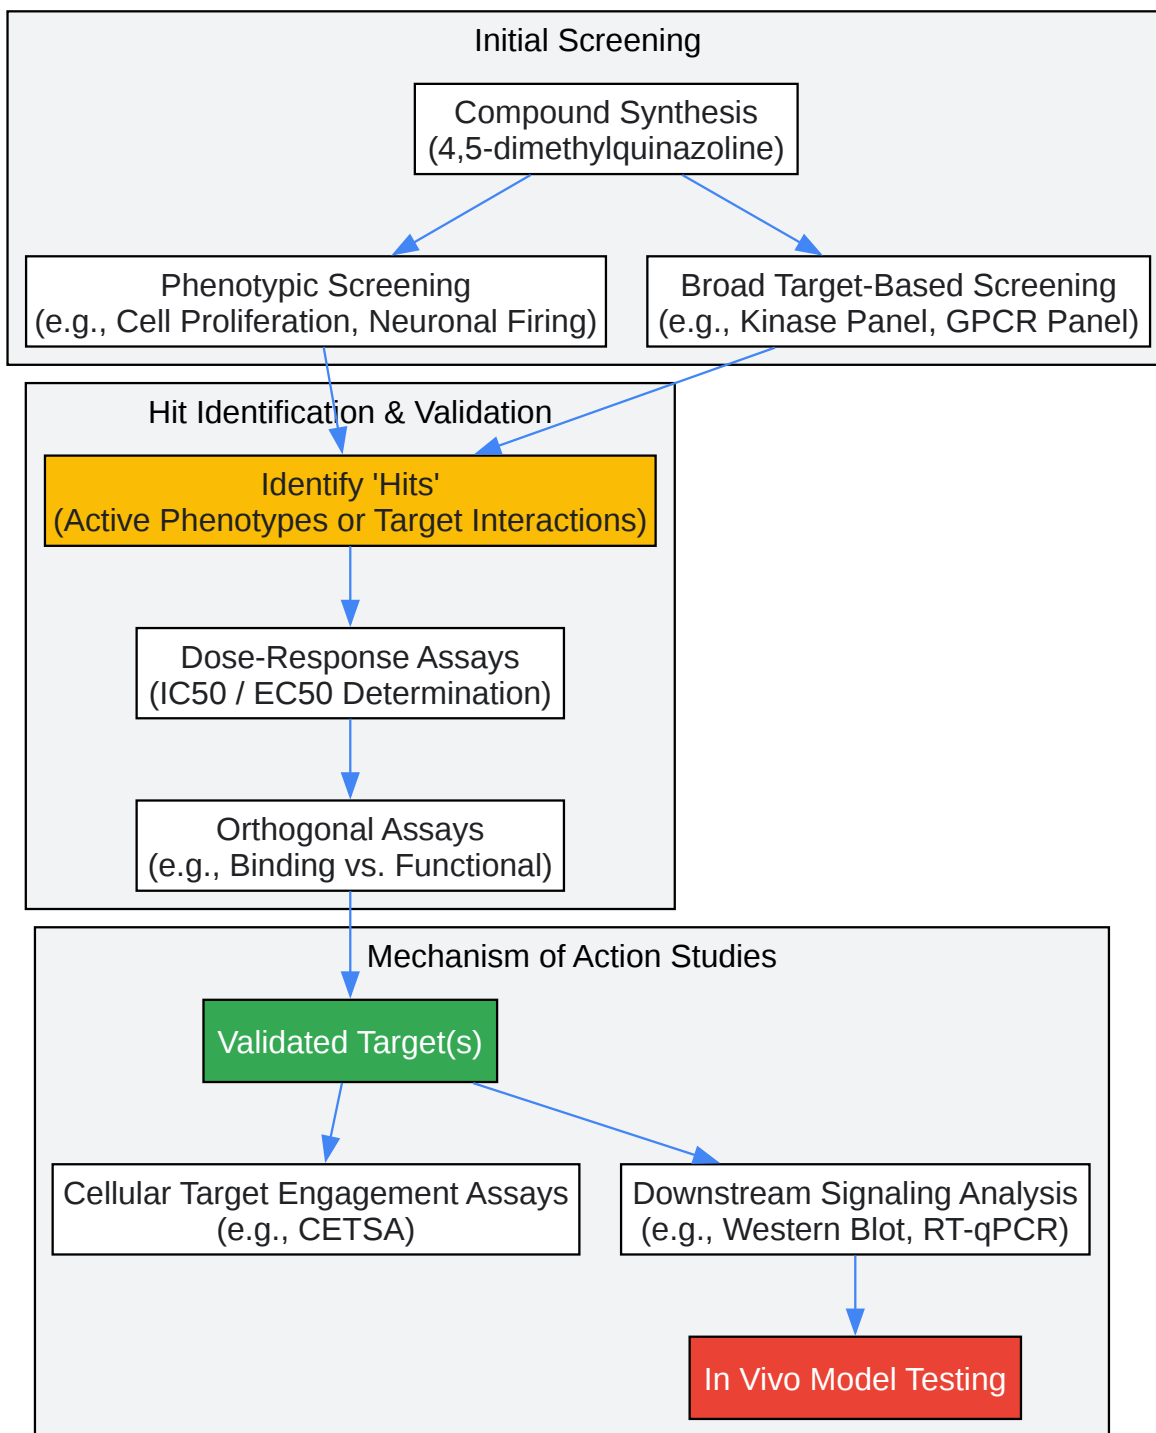 Initial Screening
Compound Synthesis
(4,5-dimethylquinazoline)
Phenotypic Screening
(e.g., Cell Proliferation, Neuronal Firing)
Broad Target-Based Screening
(e.g., Kinase Panel, GPCR Panel)
Hit Identification & Validation
Identify 'Hits'
(Active Phenotypes or Target Interactions)
Dose-Response Assays
(IC50 / EC50 Determination)
Orthogonal Assays
(e.g., Binding vs. Functional)
Mechanism of Action Studies
Validated Target(s)
Cellular Target Engagement Assays
(e.g., CETSA)
Downstream Signaling Analysis
(e.g., Western Blot, RT-qPCR)
In Vivo Model Testing